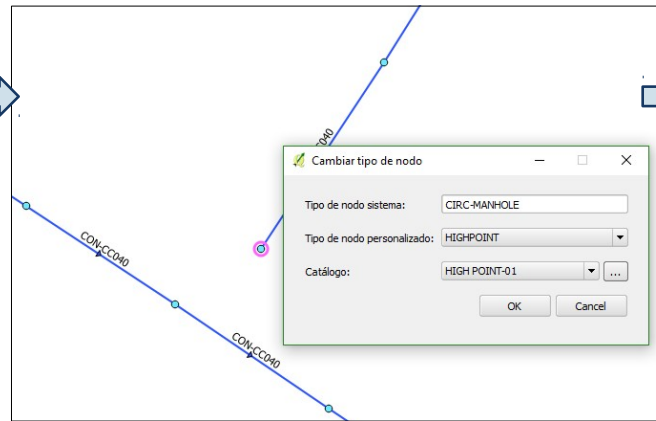 040
Cambiar tipo de nodo
Tipo de nodo sistema: CIRC-MANHOLE
Tipo de nodo personalizado: HIGHPOINT
Catálogo: HIGH POINT-01 ...
OK Cancel
CON-CC040
CON-CC040